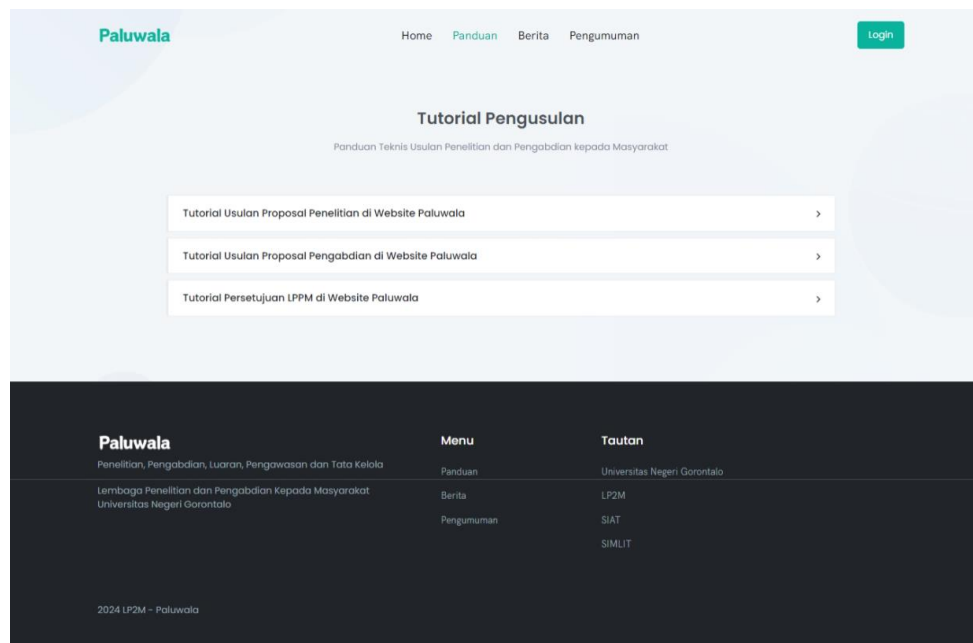 Paluwala
Home Panduan Berita Pengumuman
Login
Tutorial Pengusulan
Panduan Teknis Usulan Penelitian dan Pengabdian kepada Masyarakat
Tutorial Usulan Proposal Penelitian di Website Paluwala
Tutorial Usulan Proposal Pengabdian di Website Paluwala
Tutorial Persetujuan LPPM di Website Paluwala
Paluwala
Penelitian, Pengabdian, Luaran, Pengawasan dan Tata Kelola
Lembaga Penelitian dan Pengabdian Kepada Masyarakat
Universitas Negeri Gorontalo
Menu
Panduan
Berita
Pengumuman
Tautan
Universitas Negeri Gorontalo
LP2M
SIAT
SIMLIT
2024 LP2M - Paluwala